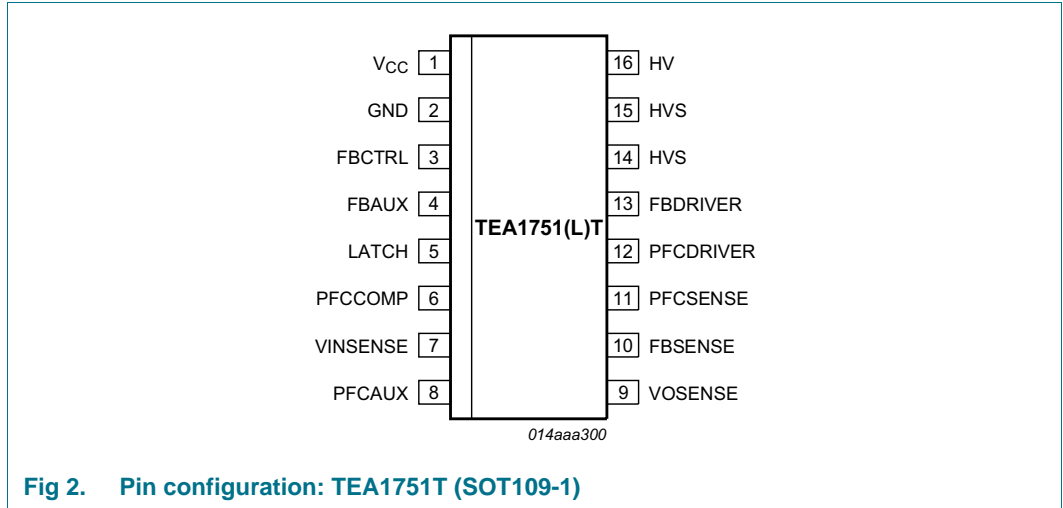 VCC 1 16 HV
GND 2 15 HVS
FBCTRL 3 14 HVS
FBAUX 4 13 FBDRIVER
TEA1751(L)T
LATCH 5 12 PFCDRIVER
PFCCOMP 6 11 PFCSENSE
VINSENSE 7 10 FBSENSE
PFCAUX 8 9 VOSENSE
014aaa300
Fig 2. Pin configuration: TEA1751T (SOT109-1)